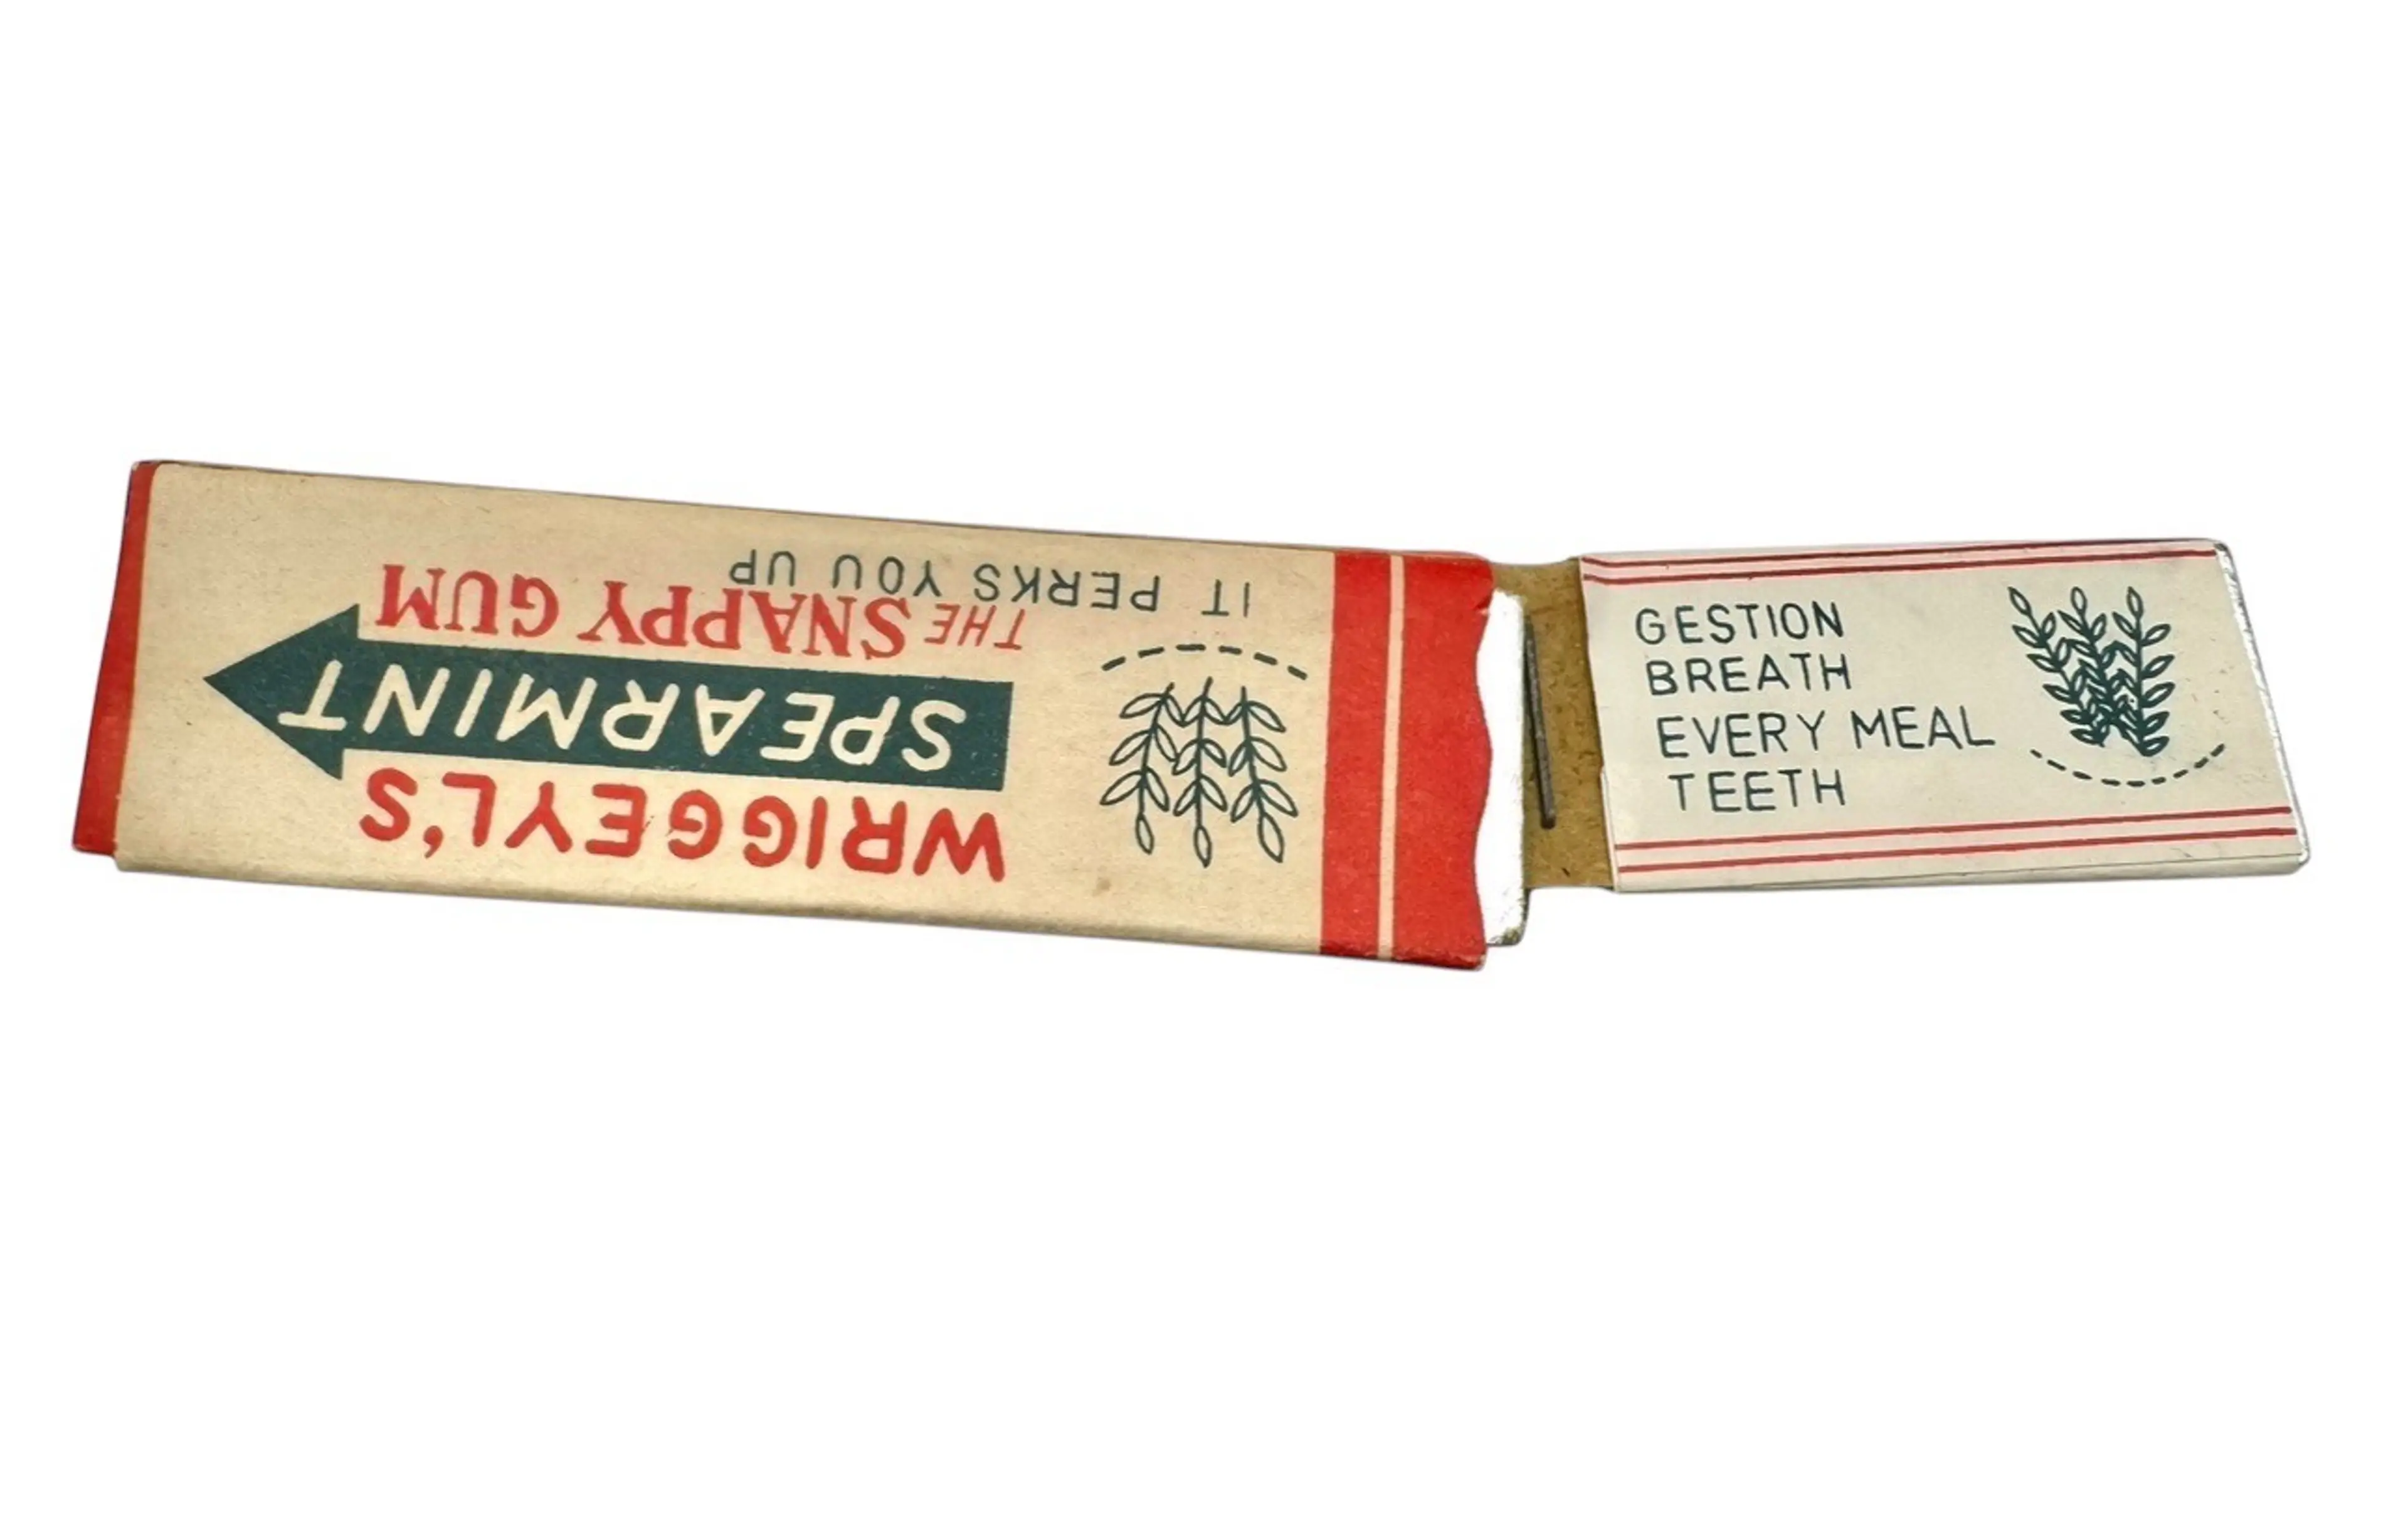 WRIGGEYL'S
SPEARMINT
THE SNAPPY GUM
IT PERKS YOU UP
GESTION
BREATH
EVERY MEAL
TEETH